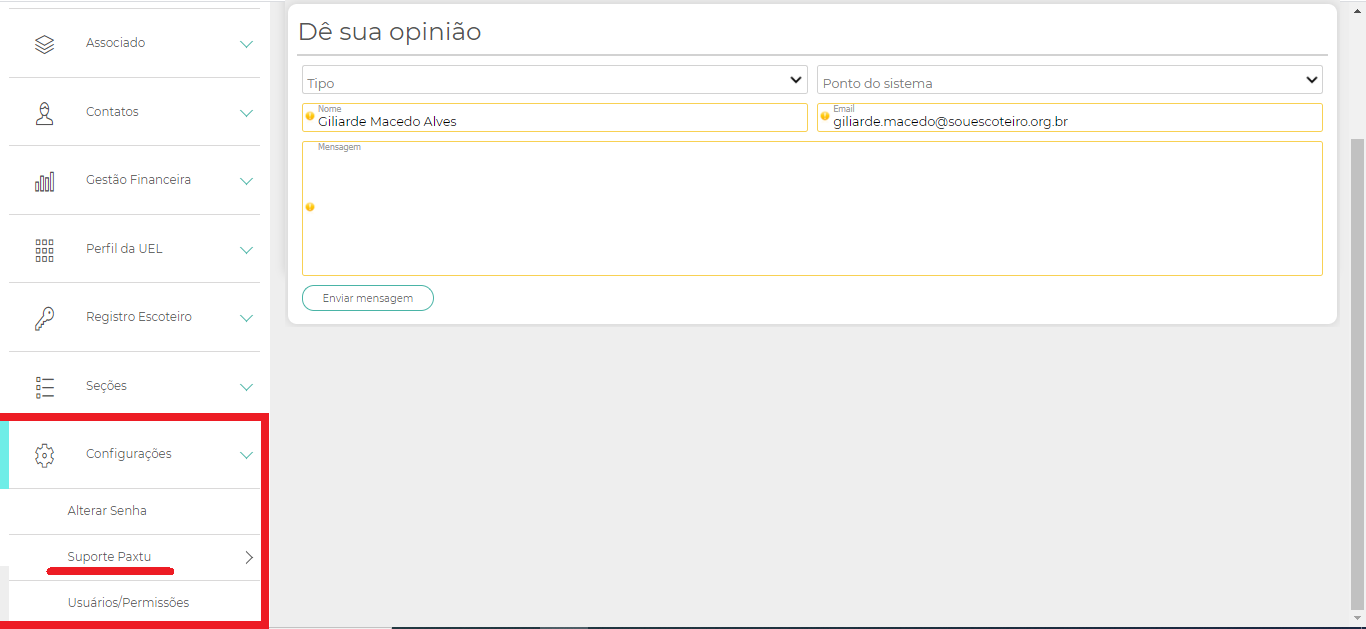 Associado
Contatos
Gestão Financeira
Perfil da UEL
Registro Escoteiro
Seções
Configurações
Alterar Senha
Suporte Paxtu
Usuários/Permissões
Dê sua opinião
Tipo
Ponto do sistema
Nome
Giliarde Macedo Alves
Email
giliarde.macedo@souescoteiro.org.br
Mensagem
Enviar mensagem